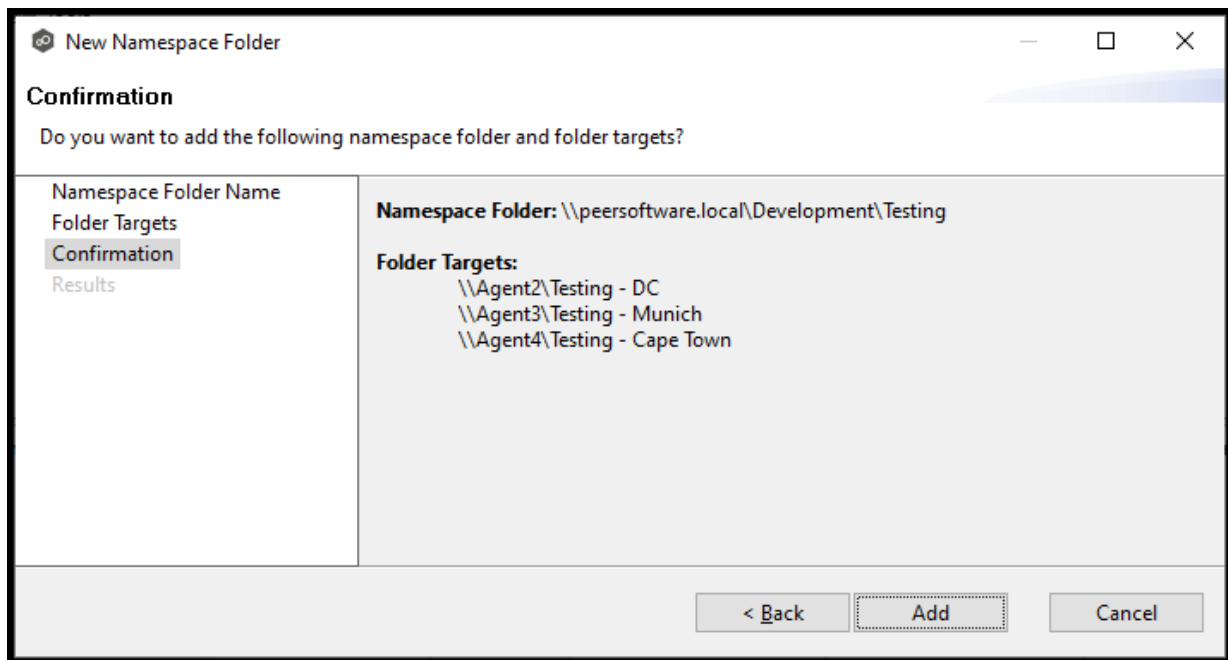 New Namespace Folder
Confirmation
Do you want to add the following namespace folder and folder targets?
Namespace Folder Name
Folder Targets
Confirmation
Results
Namespace Folder: \\peersoftware.local\Development\Testing
Folder Targets:
\\Agent2\Testing - DC
\\Agent3\Testing - Munich
\\Agent4\Testing - Cape Town
< Back
Add
Cancel